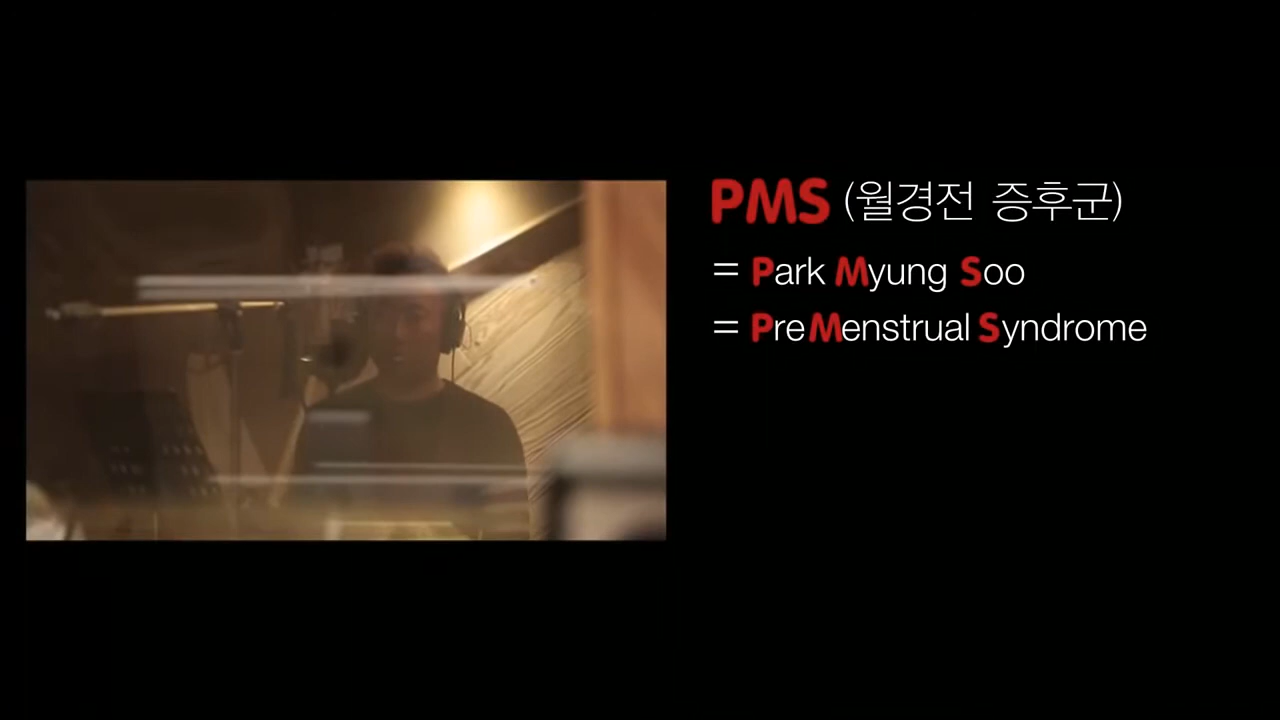 PMS (월경전 증후군)
= Park Myung Soo
= PreMenstrual Syndrome